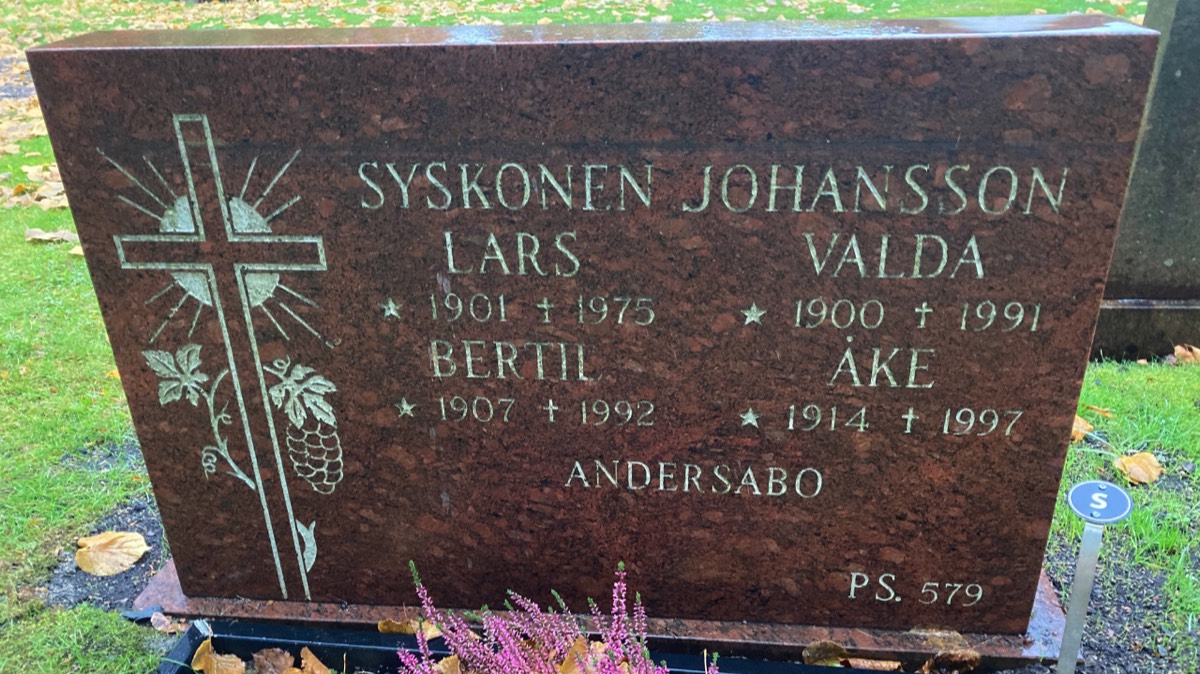 SYSKONEN JOHANSSON
LARS VALDA
★ 1901 ✝ 1975 ★ 1900 ✝ 1991
BERTIL ÅKE
★ 1907 ✝ 1992 ★ 1914 ✝ 1997
ANDERSABO
PS. 579
S